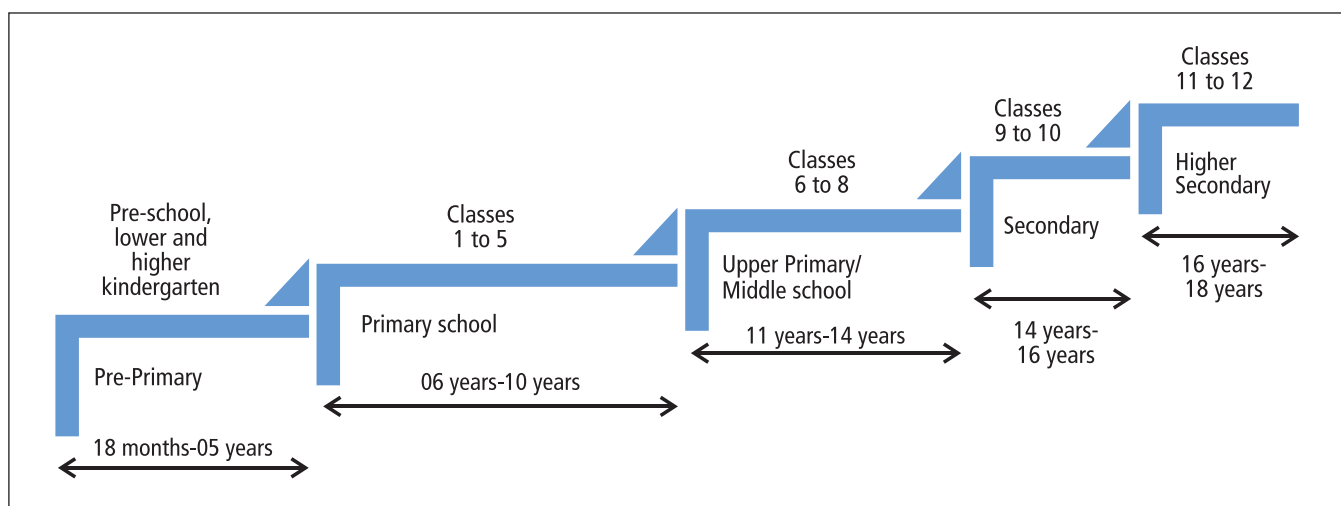 Pre-school,
lower and
higher
kindergarten
Pre-Primary
18 months-05 years
Classes
1 to 5
Primary school
06 years-10 years
Classes
6 to 8
Upper Primary/
Middle school
11 years-14 years
Classes
9 to 10
Secondary
14 years-
16 years
Classes
11 to 12
Higher
Secondary
16 years-
18 years